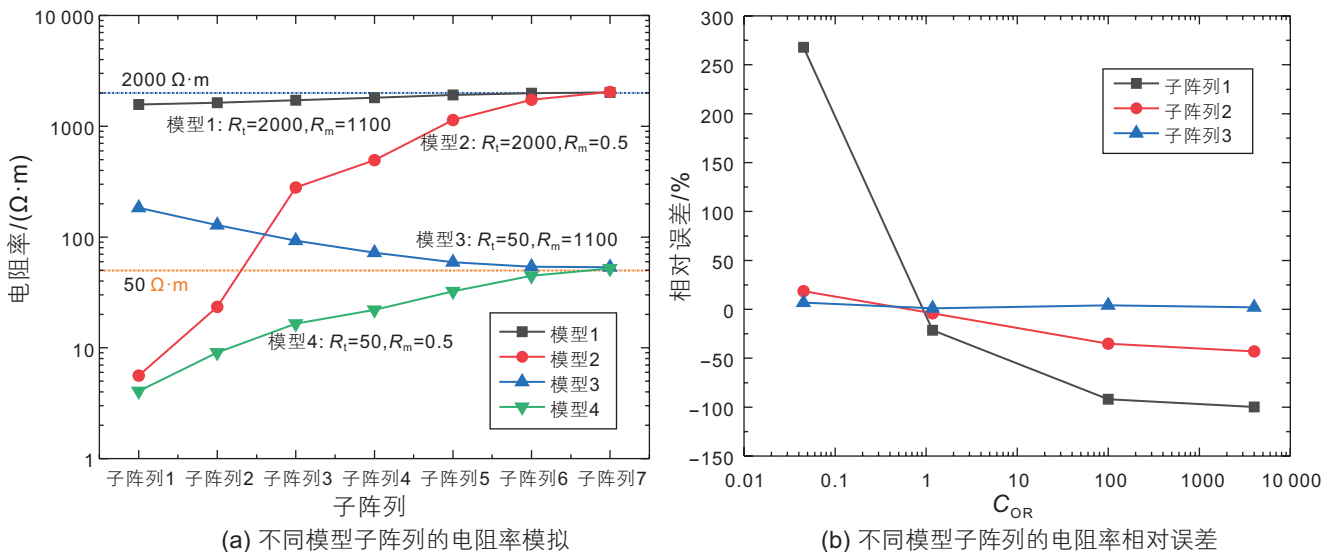 10 000
1000
100
10
1
电阻率/(Ω·m)
2000 Ω·m
模型1: Rt=2000,Rm=1100
模型2: Rt=2000,Rm=0.5
模型3: Rt=50,Rm=1100
50 Ω·m
模型4: Rt=50,Rm=0.5
模型1
模型2
模型3
模型4
子阵列1 子阵列2 子阵列3 子阵列4 子阵列5 子阵列6 子阵列7
子阵列
(a) 不同模型子阵列的电阻率模拟
300
250
200
150
100
50
0
−50
−100
−150
相对误差/%
子阵列1
子阵列2
子阵列3
0.01 0.1 1 10 100 1000 10 000
COR
(b) 不同模型子阵列的电阻率相对误差